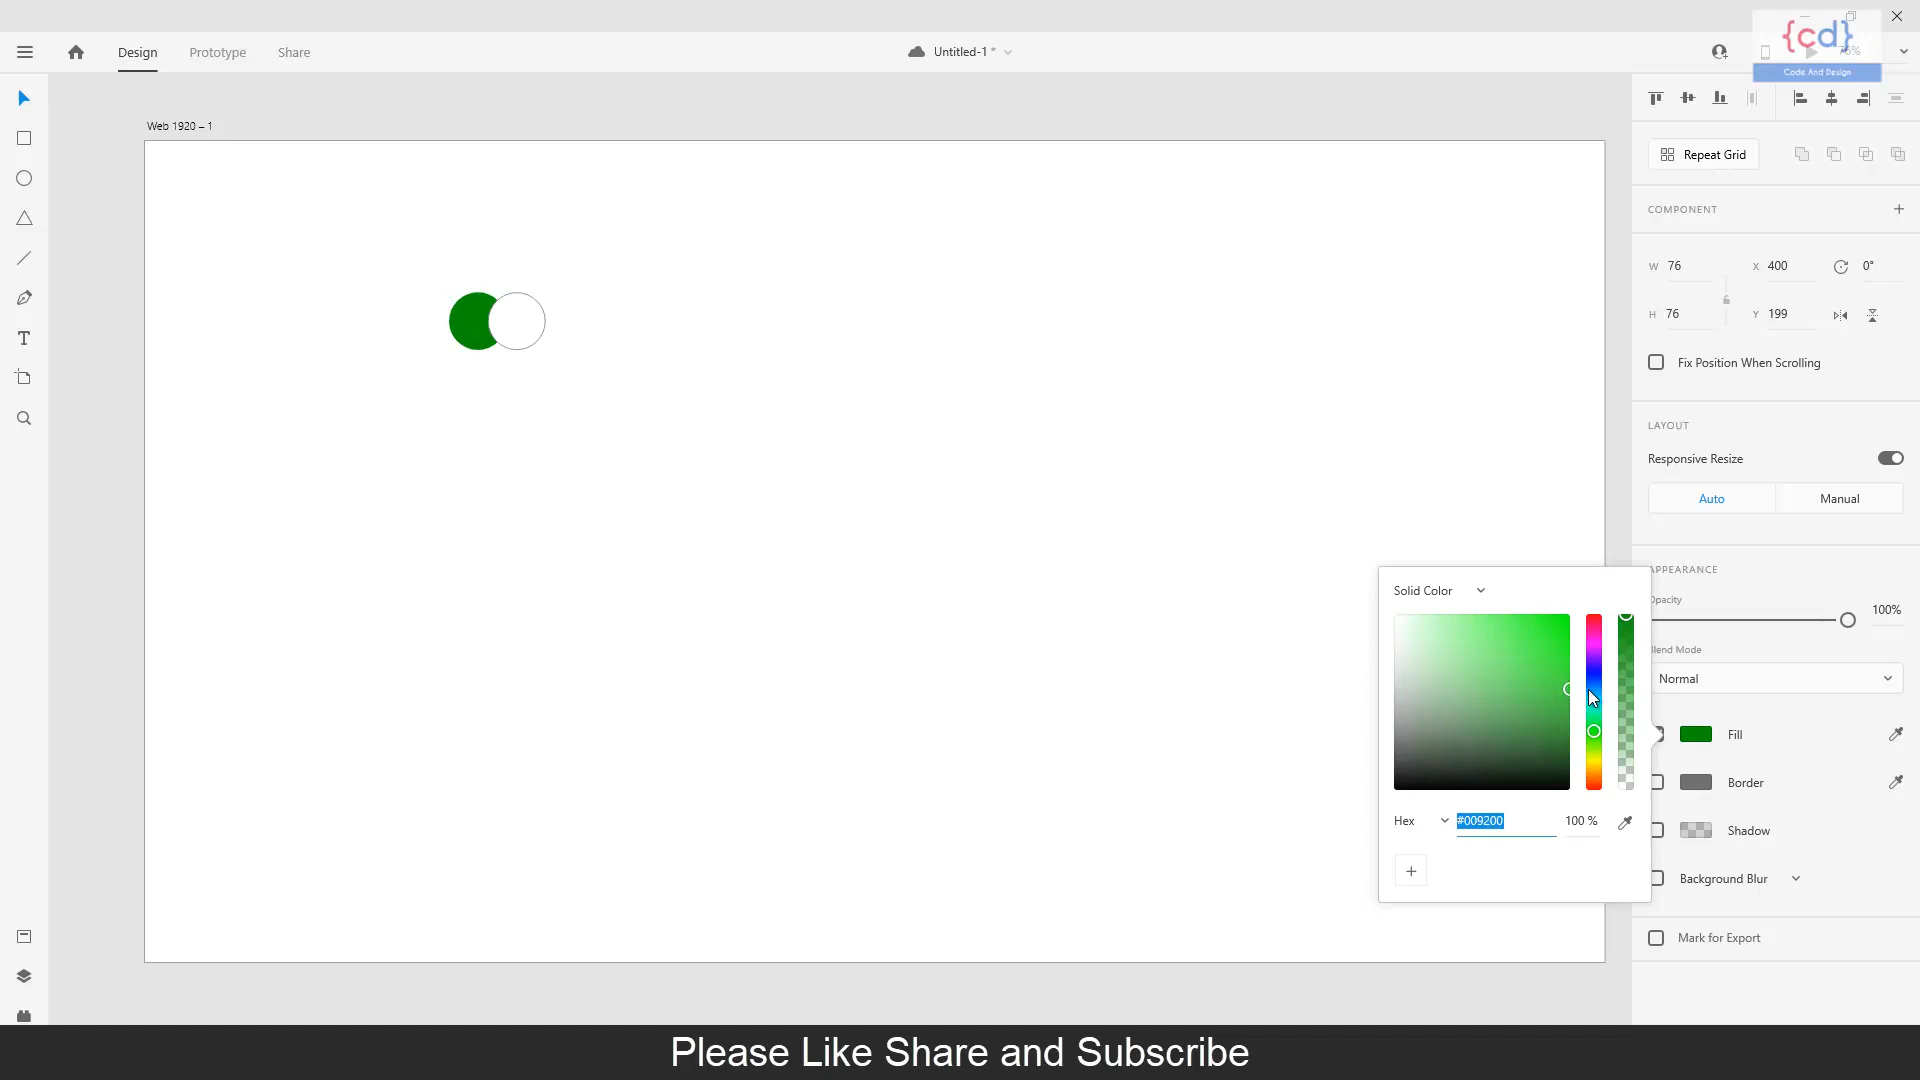 {cd}
Code And Design
Design
Prototype
Share
Untitled-1 *
Web 1920 – 1
Repeat Grid
COMPONENT
W 76
X 400
0°
H 76
Y 199
Fix Position When Scrolling
LAYOUT
Responsive Resize
Auto
Manual
APPEARANCE
Opacity
100%
Blend Mode
Normal
Fill
Border
Shadow
Background Blur
Mark for Export
Solid Color
Hex
#009200
100 %
Please Like Share and Subscribe